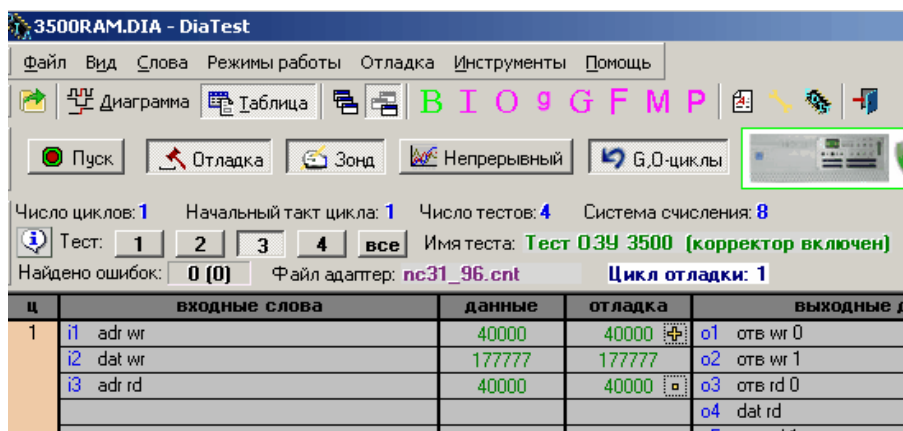 3500RAM.DIA - DiaTest
Файл Вид Слова Режимы работы Отладка Инструменты Помощь
Диаграмма Таблица B I O g G F M P
Пуск Отладка Зонд Непрерывный G,O-циклы
Число циклов: 1 Начальный такт цикла: 1 Число тестов: 4 Система счисления: 8
Тест: 1 2 3 4 все Имя теста: Тест ОЗУ 3500 (корректор включен)
Найдено ошибок: 0 (0) Файл адаптер: nc31_96.cnt Цикл отладки: 1
ц входные слова данные отладка выходные
1 i1 adr wr 40000 40000 o1 отв wr 0
i2 dat wr 177777 177777 o2 отв wr 1
i3 adr rd 40000 40000 o3 отв rd 0
o4 dat rd